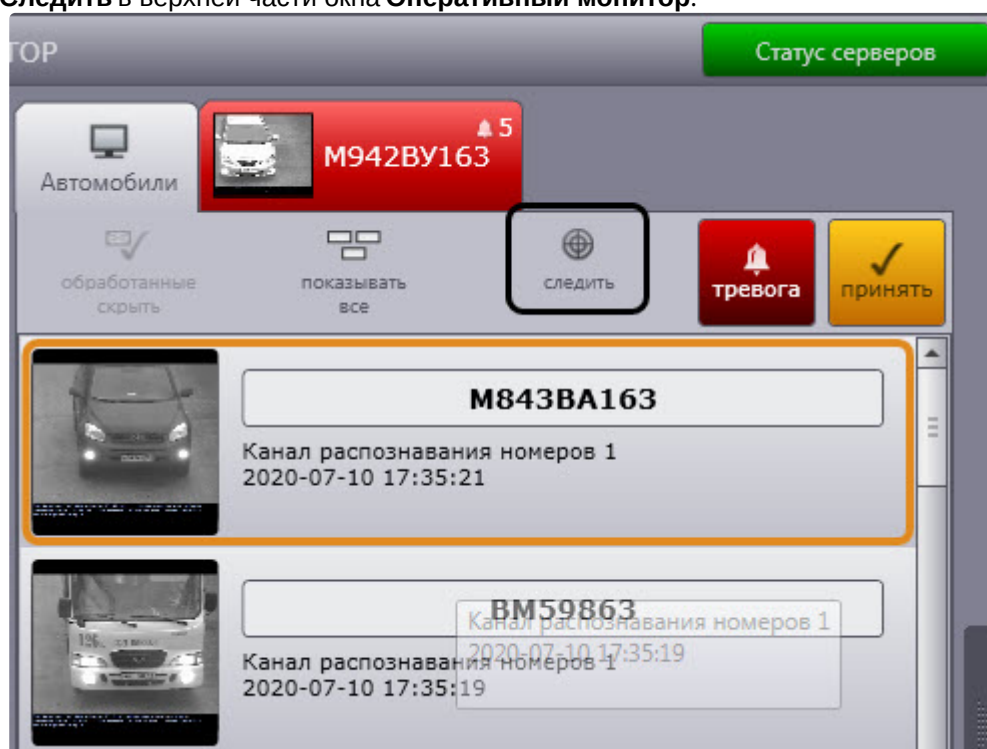 Следить в верхней части окна Оперативный монитор.
ТОР
Статус серверов
Автомобили
5
М942ВУ163
обработанные
скрыть
показывать
все
следить
тревога
принять
М843ВА163
Канал распознавания номеров 1
2020-07-10 17:35:21
ВМ59863
Канал распознавания номеров 1
2020-07-10 17:35:19
Канал распознавания номеров 1
2020-07-10 17:35:19